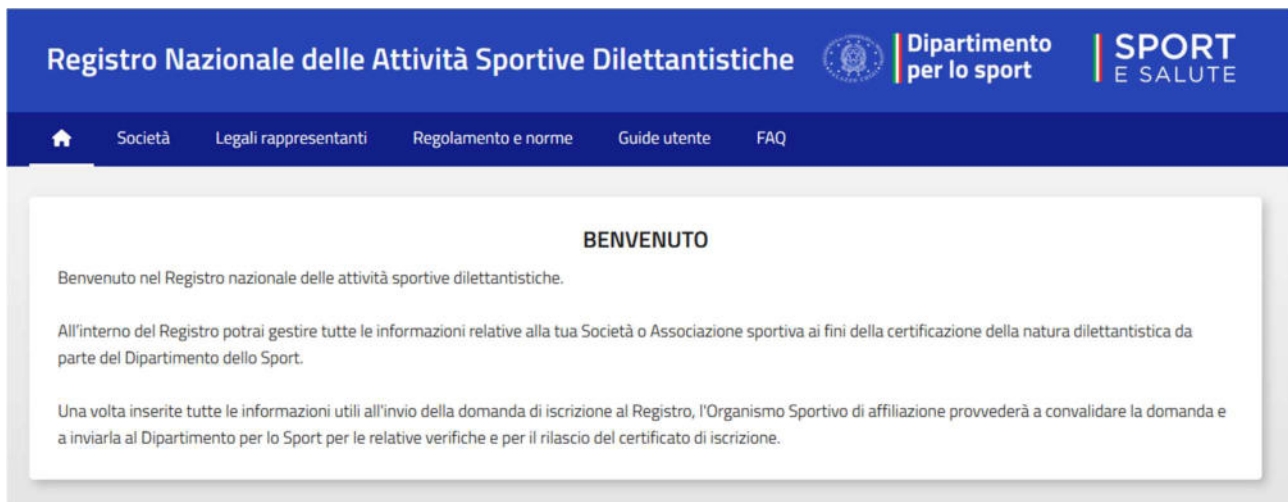 Registro Nazionale delle Attività Sportive Dilettantistiche
Dipartimento
per lo sport
SPORT
E SALUTE
Società Legali rappresentanti Regolamento e norme Guide utente FAQ
BENVENUTO
Benvenuto nel Registro nazionale delle attività sportive dilettantistiche.
All'interno del Registro potrai gestire tutte le informazioni relative alla tua Società o Associazione sportiva ai fini della certificazione della natura dilettantistica da
parte del Dipartimento dello Sport.
Una volta inserite tutte le informazioni utili all'invio della domanda di iscrizione al Registro, l'Organismo Sportivo di affiliazione provvederà a convalidare la domanda e
a inviarla al Dipartimento per lo Sport per le relative verifiche e per il rilascio del certificato di iscrizione.